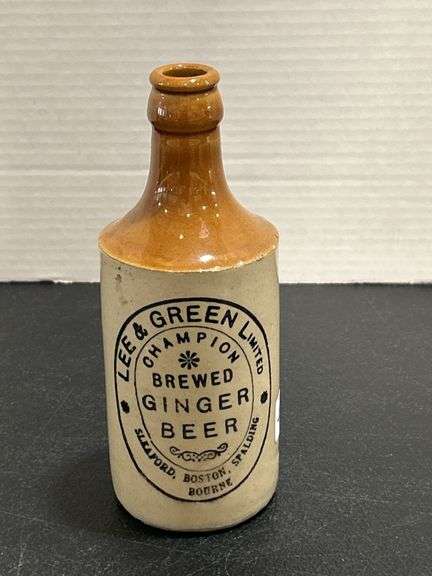 LEE & GREEN LIMITED
CHAMPION
BREWED
GINGER
BEER
SLEAFORD, BOSTON, SPALDING
BOURNE